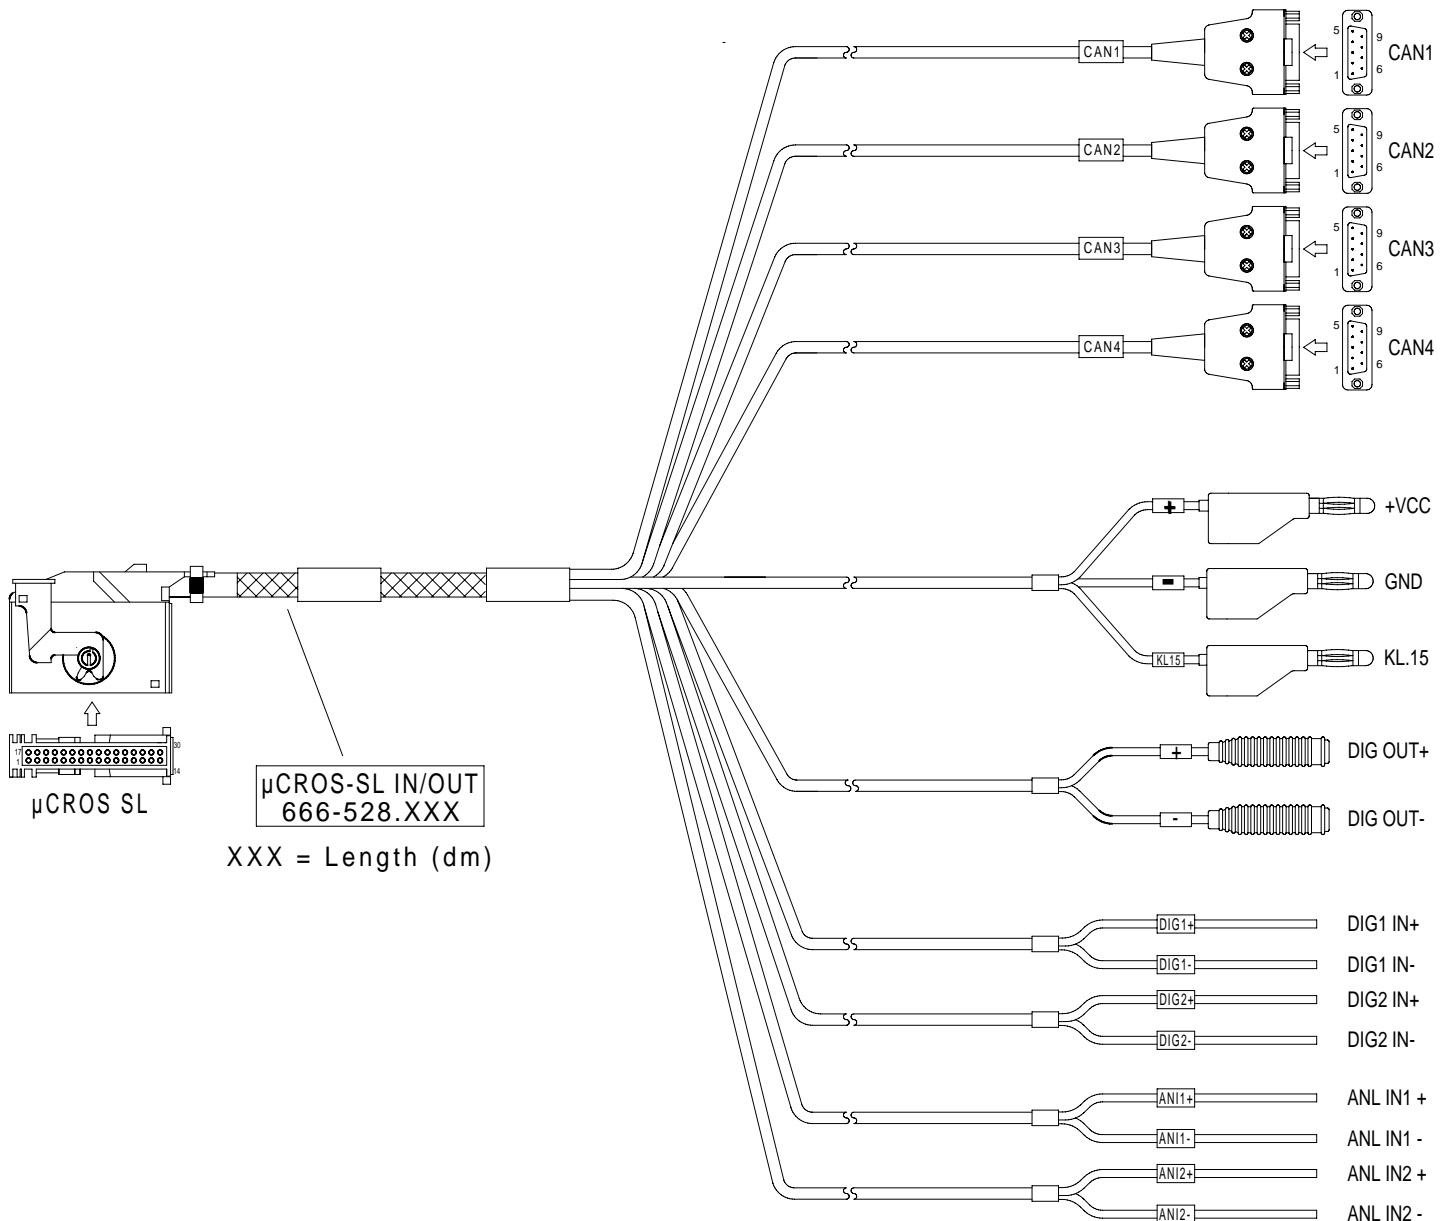 CAN1 5 9 1 6 CAN1
CAN2 5 9 1 6 CAN2
CAN3 5 9 1 6 CAN3
CAN4 5 9 1 6 CAN4
+ +VCC
- GND
KL15 KL.15
17 30
1 14
µCROS SL
µCROS-SL IN/OUT
666-528.XXX
XXX = Length (dm)
+ DIG OUT+
- DIG OUT-
DIG1+ DIG1 IN+
DIG1- DIG1 IN-
DIG2+ DIG2 IN+
DIG2- DIG2 IN-
ANI1+ ANL IN1 +
ANI1- ANL IN1 -
ANI2+ ANL IN2 +
ANI2- ANL IN2 -